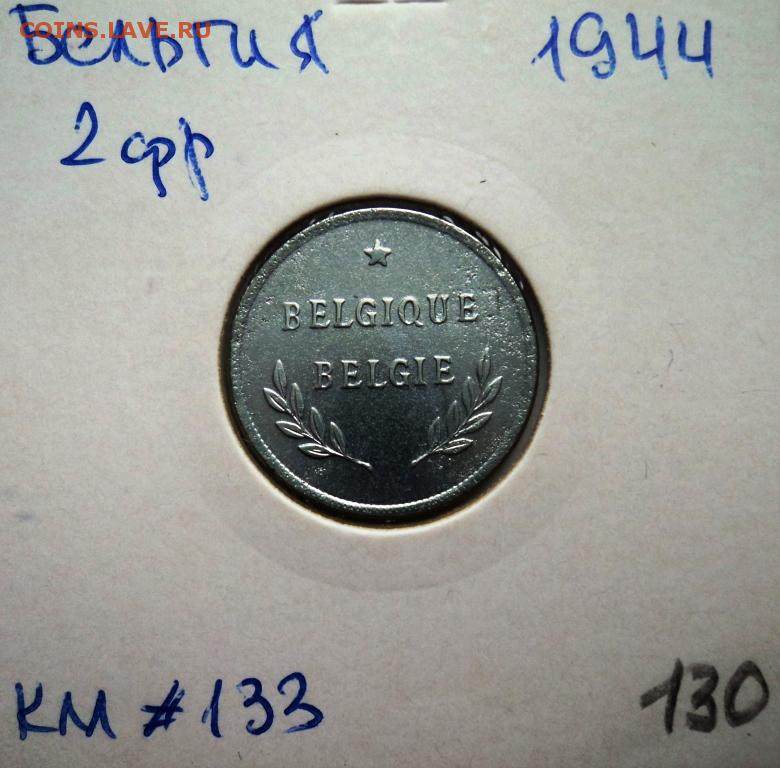 COINS.LAVE.RU
Бельгия 1944
2 фр
BELGIQUE
BELGIE
КМ # 133
130